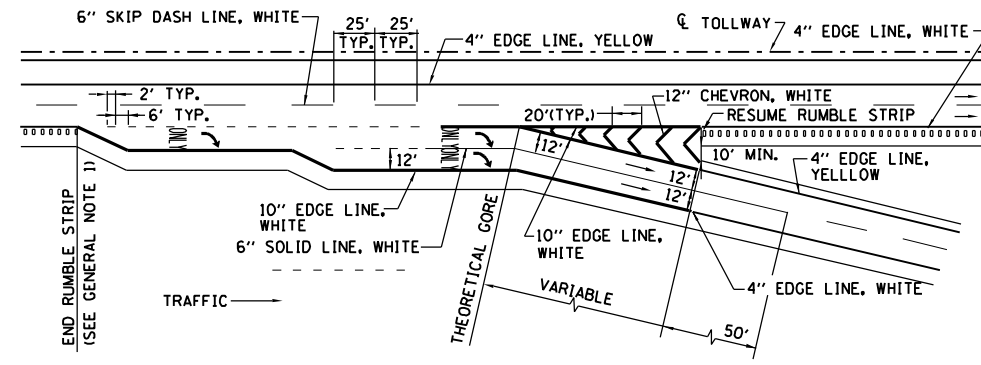 6" SKIP DASH LINE, WHITE
25' 25'
TYP. TYP.
4" EDGE LINE, YELLOW
℄ TOLLWAY
4" EDGE LINE, WHITE
2' TYP.
6' TYP.
20'(TYP.)
12" CHEVRON, WHITE
RESUME RUMBLE STRIP
ONLY
ONLY
ONLY
12'
12'
10' MIN.
12'
12'
4" EDGE LINE,
YELLLOW
10" EDGE LINE,
WHITE
6" SOLID LINE, WHITE
10" EDGE LINE,
WHITE
4" EDGE LINE, WHITE
END RUMBLE STRIP
(SEE GENERAL NOTE 1)
TRAFFIC
THEORETICAL GORE
VARIABLE
50'